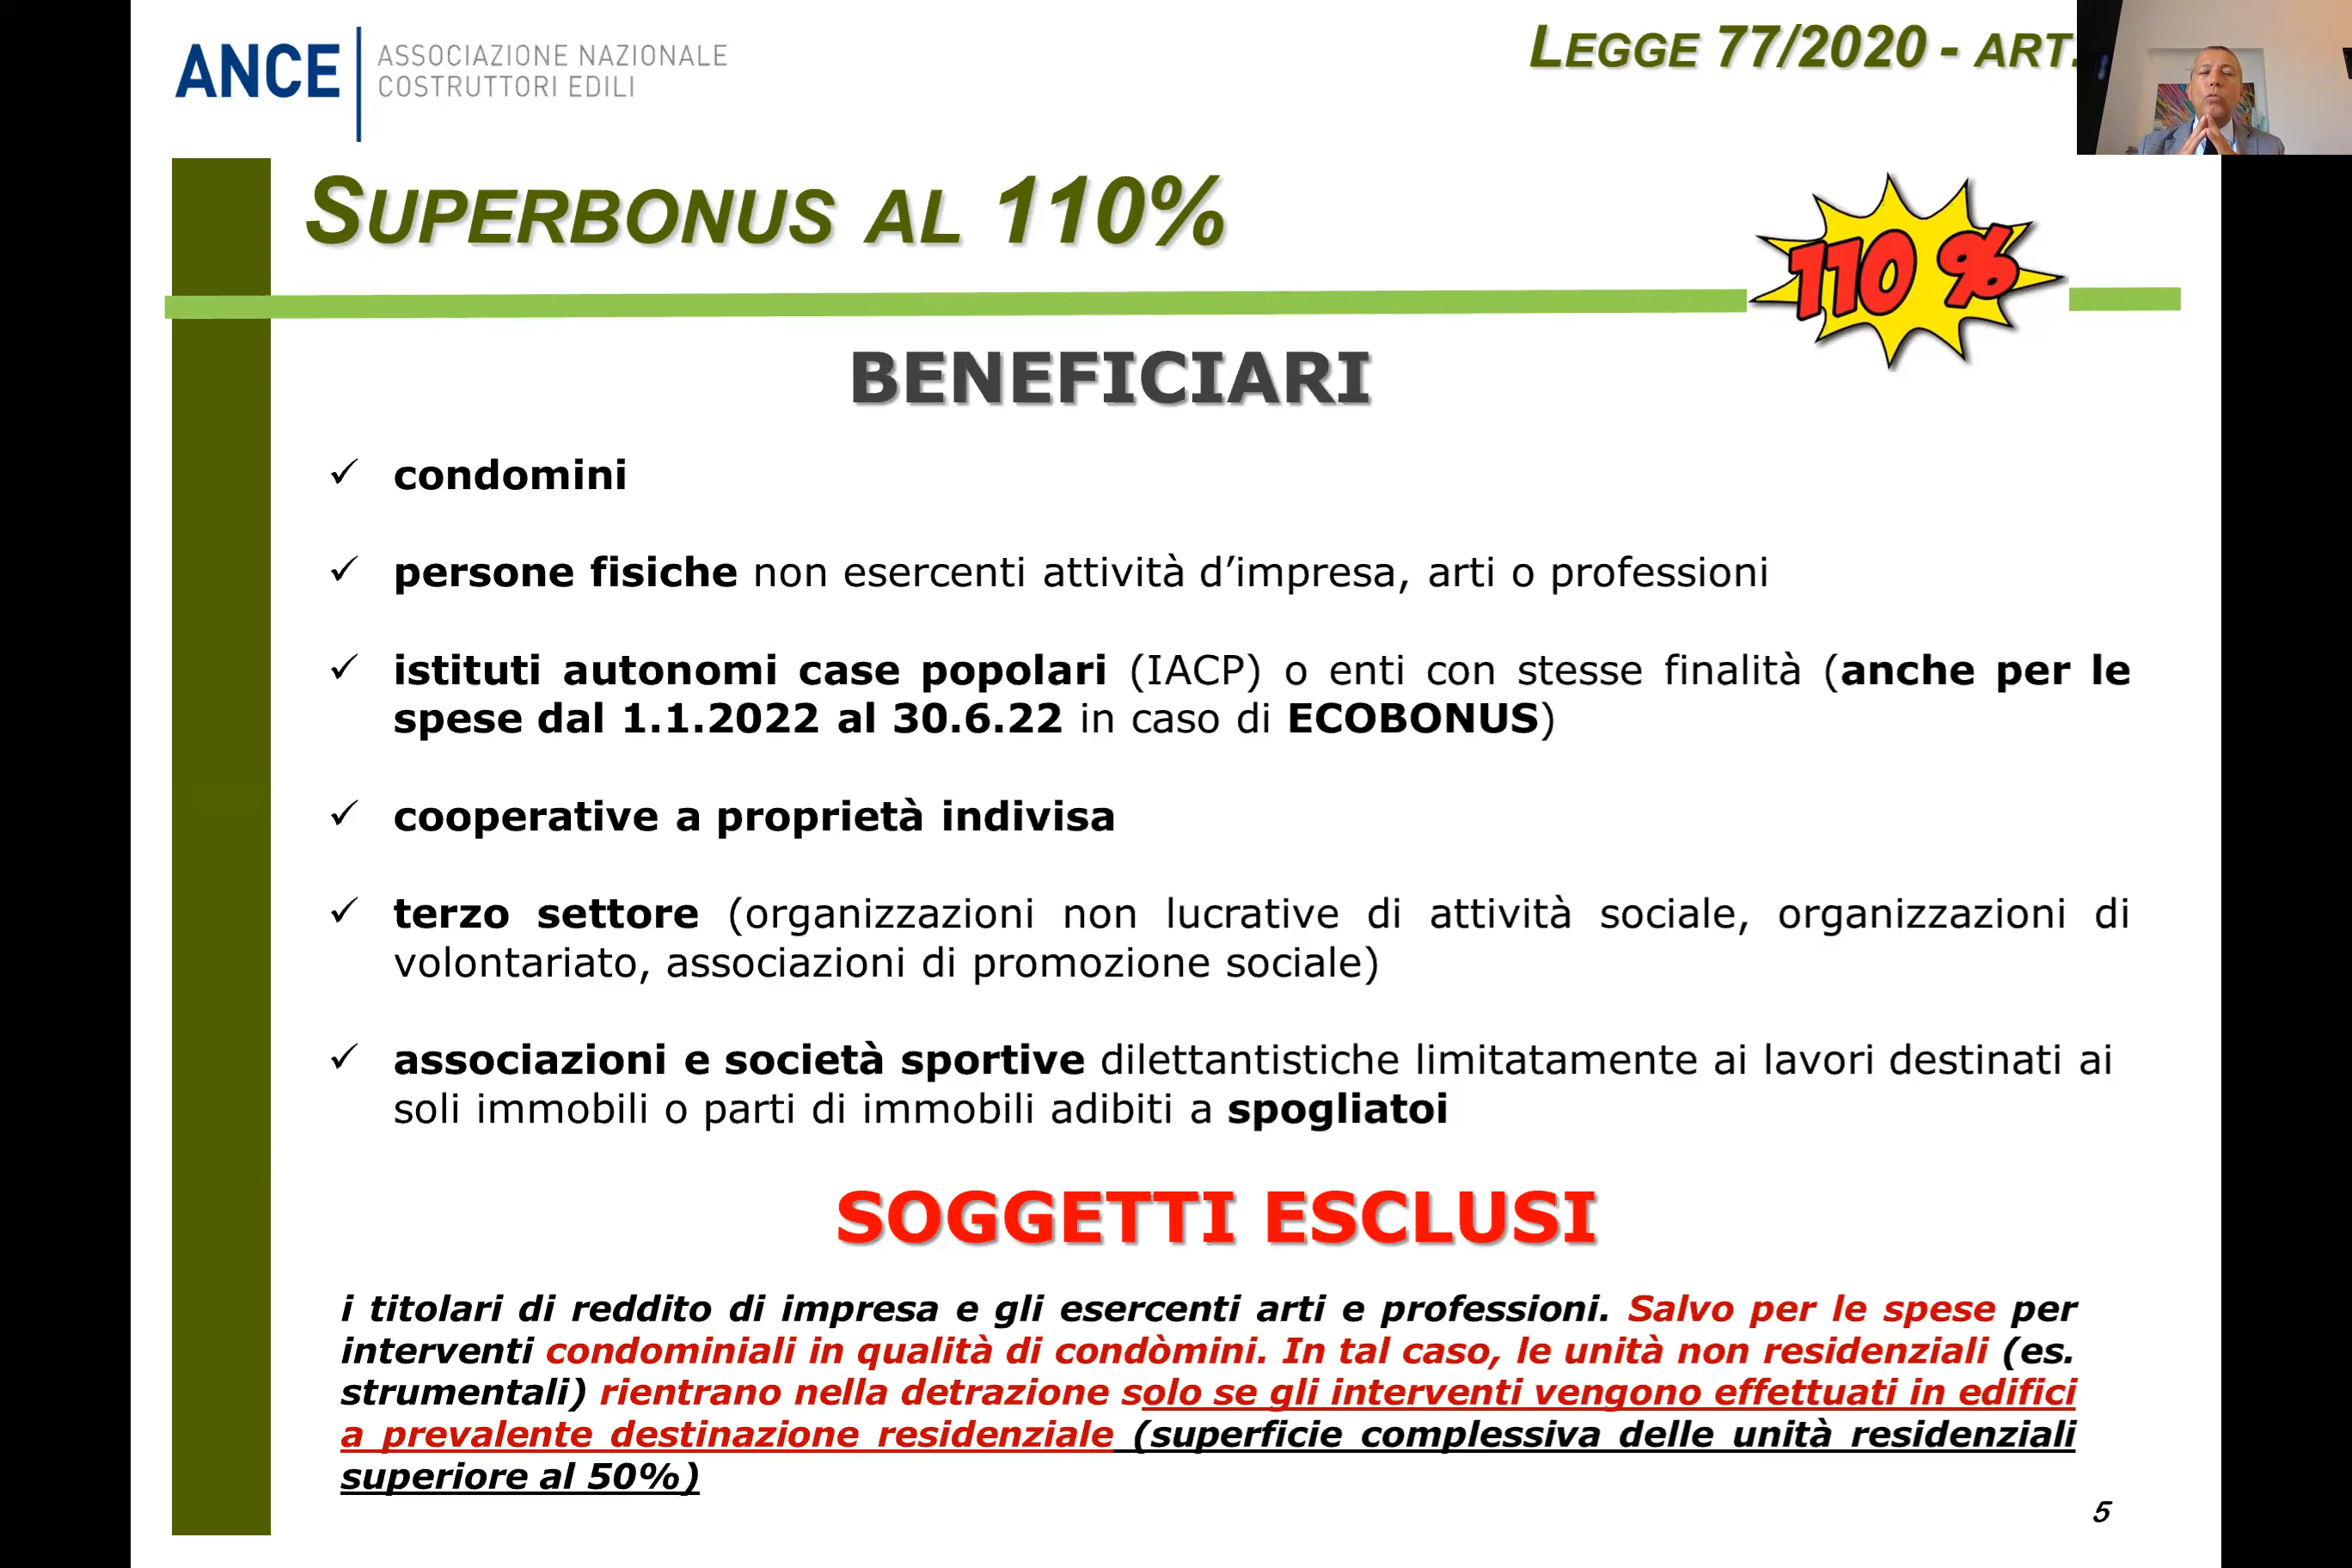 ANCE
ASSOCIAZIONE NAZIONALE
COSTRUTTORI EDILI
LEGGE 77/2020 - ART.
SUPERBONUS AL 110%
110 %
BENEFICIARI
✓ condomini
✓ persone fisiche non esercenti attività d’impresa, arti o professioni
✓ istituti autonomi case popolari (IACP) o enti con stesse finalità (anche per le
spese dal 1.1.2022 al 30.6.22 in caso di ECOBONUS)
✓ cooperative a proprietà indivisa
✓ terzo settore (organizzazioni non lucrative di attività sociale, organizzazioni di
volontariato, associazioni di promozione sociale)
✓ associazioni e società sportive dilettantistiche limitatamente ai lavori destinati ai
soli immobili o parti di immobili adibiti a spogliatoi
SOGGETTI ESCLUSI
i titolari di reddito di impresa e gli esercenti arti e professioni. Salvo per le spese per
interventi condominiali in qualità di condòmini. In tal caso, le unità non residenziali (es.
strumentali) rientrano nella detrazione solo se gli interventi vengono effettuati in edifici
a prevalente destinazione residenziale (superficie complessiva delle unità residenziali
superiore al 50%)
5